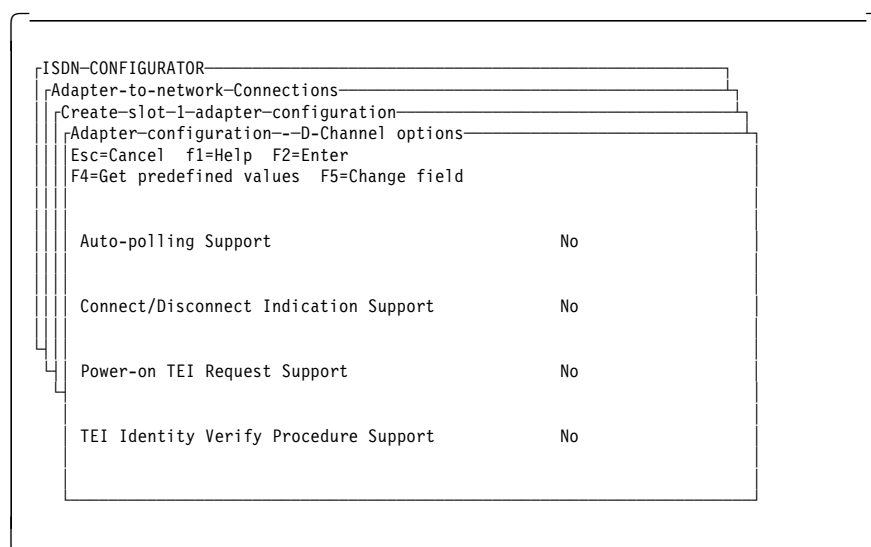 ISDN-CONFIGURATOR
Adapter-to-network-Connections
Create-slot-1-adapter-configuration
Adapter-configuration---D-Channel options
Esc=Cancel f1=Help F2=Enter
F4=Get predefined values F5=Change field
Auto-polling Support No
Connect/Disconnect Indication Support No
Power-on TEI Request Support No
TEI Identity Verify Procedure Support No